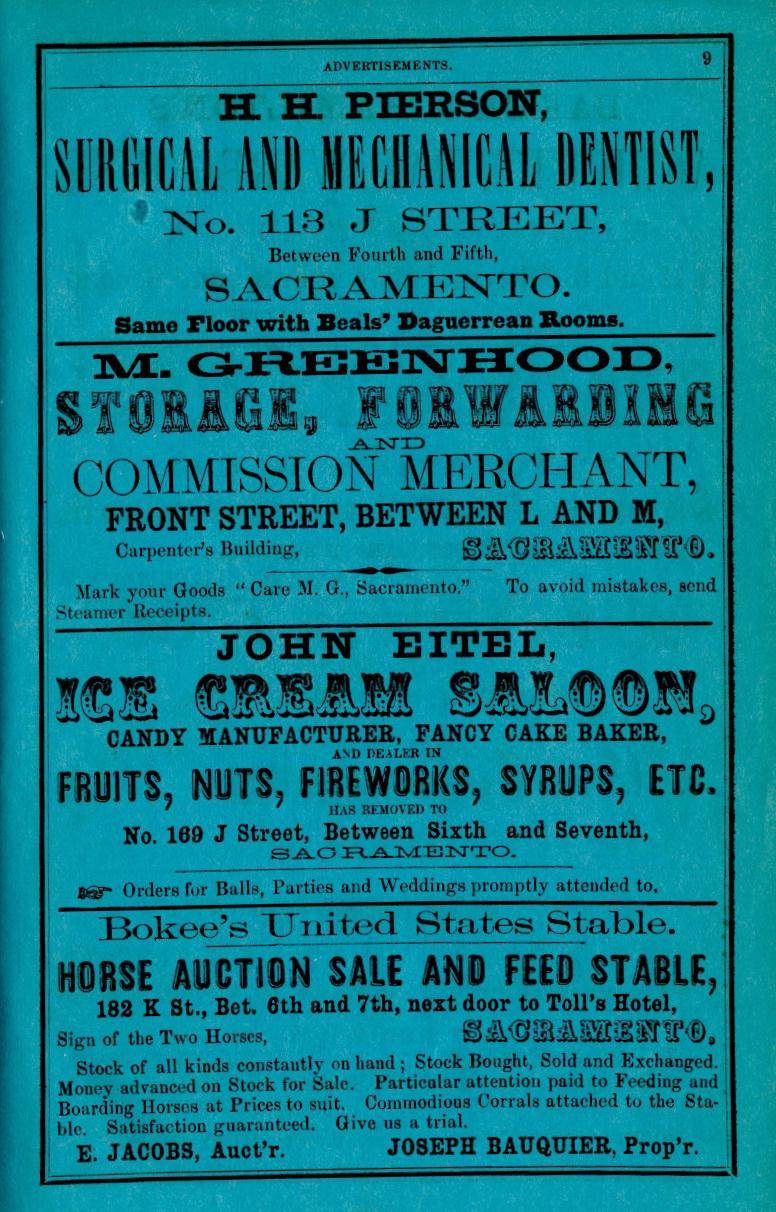 ADVERTISEMENTS. 9
H. H. PIERSON,
SURGICAL AND MECHANICAL DENTIST,
No. 113 J STREET,
Between Fourth and Fifth,
SACRAMENTO.
Same Floor with Beals' Daguerrean Rooms.
M. GREENHOOD,
STORAGE, FORWARDING
AND
COMMISSION MERCHANT,
FRONT STREET, BETWEEN L AND M,
Carpenter's Building, SACRAMENTO.
Mark your Goods "Care M. G., Sacramento." To avoid mistakes, send
Steamer Receipts.
JOHN EITEL,
ICE CREAM SALOON,
CANDY MANUFACTURER, FANCY CAKE BAKER,
AND DEALER IN
FRUITS, NUTS, FIREWORKS, SYRUPS, ETC.
HAS REMOVED TO
No. 169 J Street, Between Sixth and Seventh,
SACRAMENTO.
☞ Orders for Balls, Parties and Weddings promptly attended to.
Bokee's United States Stable.
HORSE AUCTION SALE AND FEED STABLE,
182 K St., Bet. 6th and 7th, next door to Toll's Hotel,
Sign of the Two Horses, SACRAMENTO.
Stock of all kinds constantly on hand; Stock Bought, Sold and Exchanged.
Money advanced on Stock for Sale. Particular attention paid to Feeding and
Boarding Horses at Prices to suit. Commodious Corrals attached to the Sta-
ble. Satisfaction guaranteed. Give us a trial.
E. JACOBS, Auct'r. JOSEPH BAUQUIER, Prop'r.